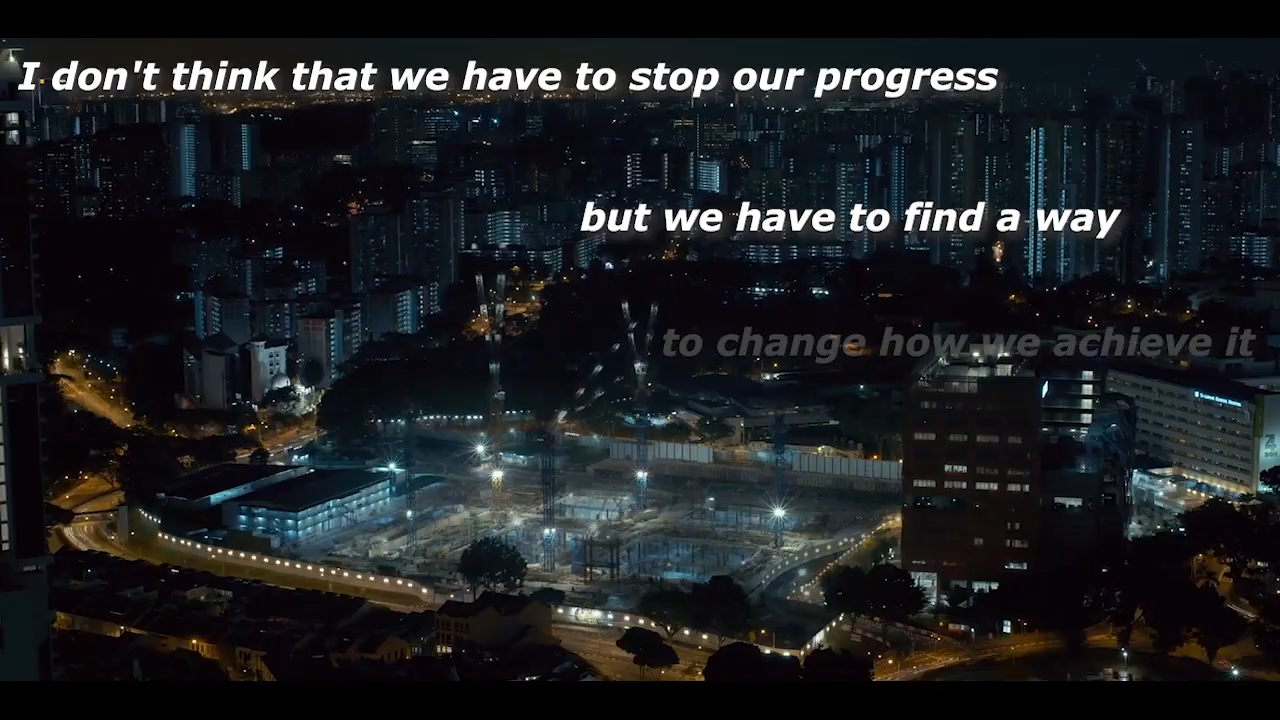 I don't think that we have to stop our progress
but we have to find a way
to change how we achieve it